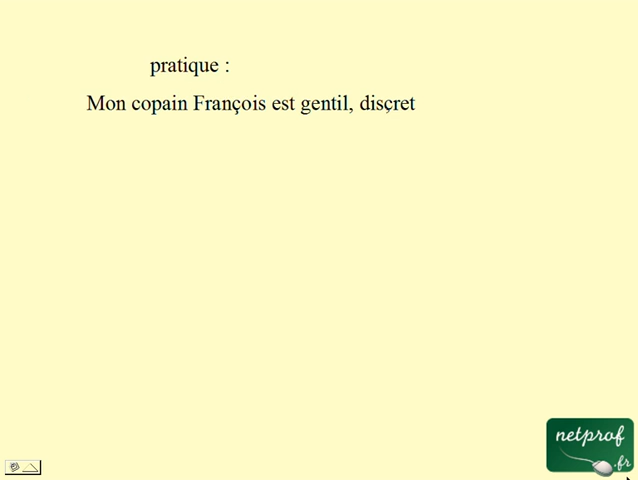 pratique :
Mon copain François est gentil, disçret
netprof
.fr